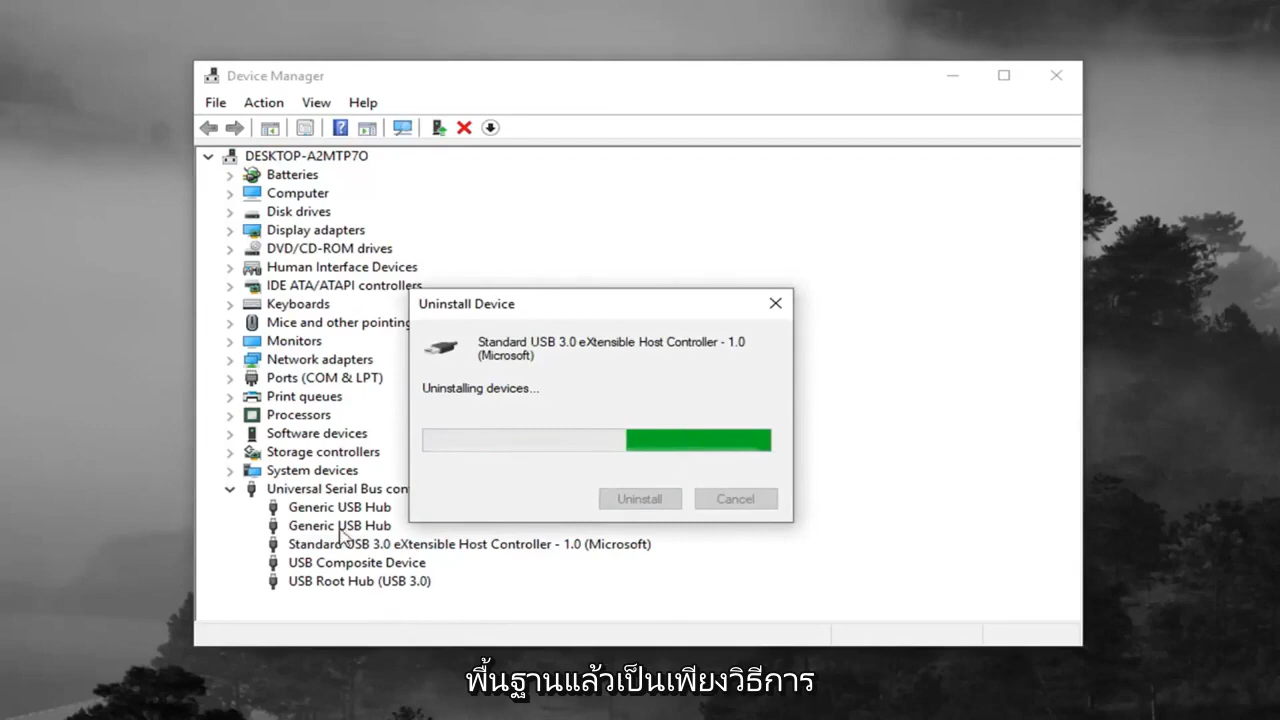 Device Manager
File Action View Help
DESKTOP-A2MTP7O
Batteries
Computer
Disk drives
Display adapters
DVD/CD-ROM drives
Human Interface Devices
IDE ATA/ATAPI controllers
Keyboards
Mice and other pointing
Monitors
Network adapters
Ports (COM & LPT)
Print queues
Processors
Software devices
Storage controllers
System devices
Universal Serial Bus con
Generic USB Hub
Generic USB Hub
Standard USB 3.0 eXtensible Host Controller - 1.0 (Microsoft)
USB Composite Device
USB Root Hub (USB 3.0)
Uninstall Device
Standard USB 3.0 eXtensible Host Controller - 1.0
(Microsoft)
Uninstalling devices...
Uninstall Cancel
พื้นฐานแล้วเป็นเพียงวิธีการ